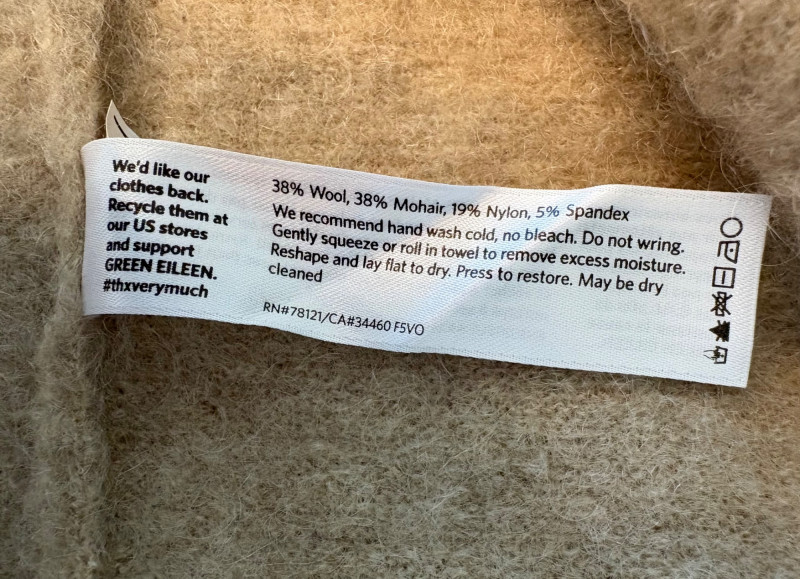 We'd like our
clothes back.
Recycle them at
our US stores
and support
GREEN EILEEN.
#thxverymuch
38% Wool, 38% Mohair, 19% Nylon, 5% Spandex
We recommend hand wash cold, no bleach. Do not wring.
Gently squeeze or roll in towel to remove excess moisture.
Reshape and lay flat to dry. Press to restore. May be dry
cleaned
RN#78121/CA#34460 F5VO